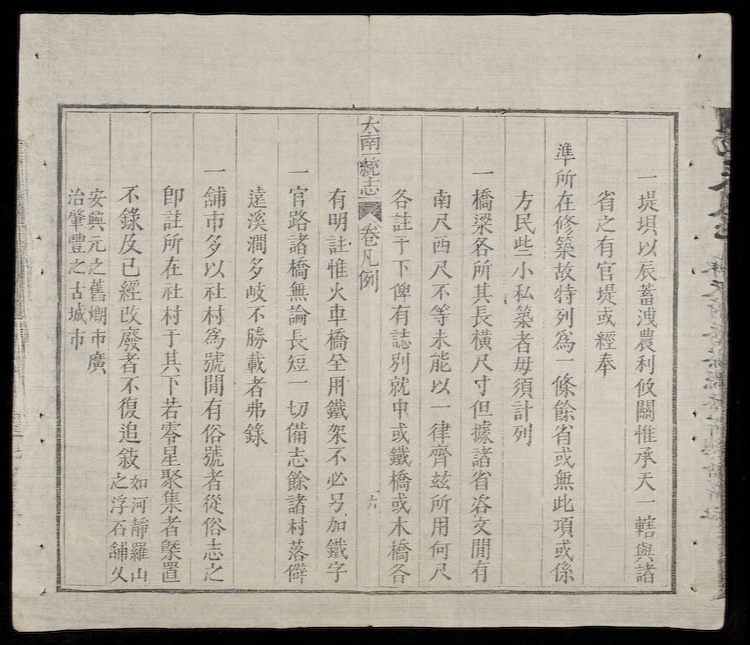 一堤埧以辰蓄洩農利攸關惟承天一轄與諸
省之有官堤或經奉
準所在修築故特列爲一條餘省或無此項或係
方民些小私築者毋須計列
一橋梁各所其長橫尺寸但據諸省咨文閒有
南尺西尺不等未能以一律齊玆所用何尺
各註于下俾有誌別就中或鐵橋或木橋各
大南一統志 卷凡例 六
有明註惟火車橋全用鐵架不必另加鐵字
一官路諸橋無論長短一切備志餘諸村落僻
遠溪澗多岐不勝載者弗錄
一舖市多以社村爲號閒有俗號者從俗志之
卽註所在社村于其下若零星聚集者槩置
不錄及已經改廢者不復追敍如河靜羅山
之浮石舖乂
安興元之舊𤄷市廣
治肇豐之古城市